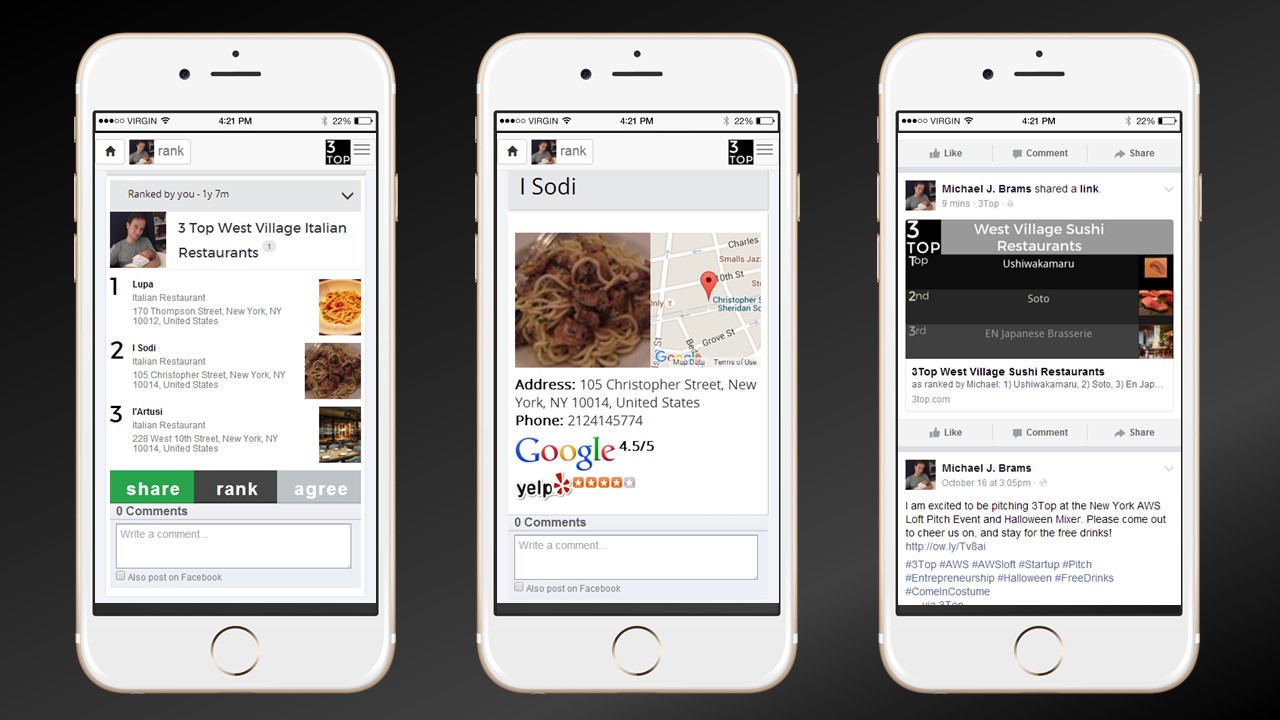 ●●●○○ VIRGIN 4:21 PM 22%
rank
3
TOP
Ranked by you - 1y 7m
3 Top West Village Italian
Restaurants 1
1 Lupa
Italian Restaurant
170 Thompson Street, New York, NY
10012, United States
2 I Sodi
Italian Restaurant
105 Christopher Street, New York, NY
10014, United States
3 l'Artusi
Italian Restaurant
228 West 10th Street, New York, NY
10014, United States
share rank agree
0 Comments
Write a comment...
Also post on Facebook
●●●○○ VIRGIN 4:21 PM 22%
rank
3
TOP
I Sodi
Charles
Smalls Jaz
10th St
Christopher S
Sheridan Sq
Grove St
Google Map Data Terms of Use
Address: 105 Christopher Street, New
York, NY 10014, United States
Phone: 2124145774
Google 4.5/5
yelp
0 Comments
Write a comment...
Also post on Facebook
●●●○○ VIRGIN 4:21 PM 22%
Like Comment Share
Michael J. Brams shared a link.
9 mins · 3Top ·
3
TOP
West Village Sushi
Restaurants
Top
Ushiwakamaru
2nd
Soto
3rd
EN Japanese Brasserie
3Top West Village Sushi Restaurants
as ranked by Michael: 1) Ushiwakamaru, 2) Soto, 3) En Jap...
3top.com
Like Comment Share
Michael J. Brams
October 16 at 3:05pm ·
I am excited to be pitching 3Top at the New York AWS
Loft Pitch Event and Halloween Mixer. Please come out
to cheer us on, and stay for the free drinks!
http://ow.ly/Tv8ai
#3Top #AWS #AWSloft #Startup #Pitch
#Entrepreneurship #Halloween #FreeDrinks
#ComeInCostume
via 3Top